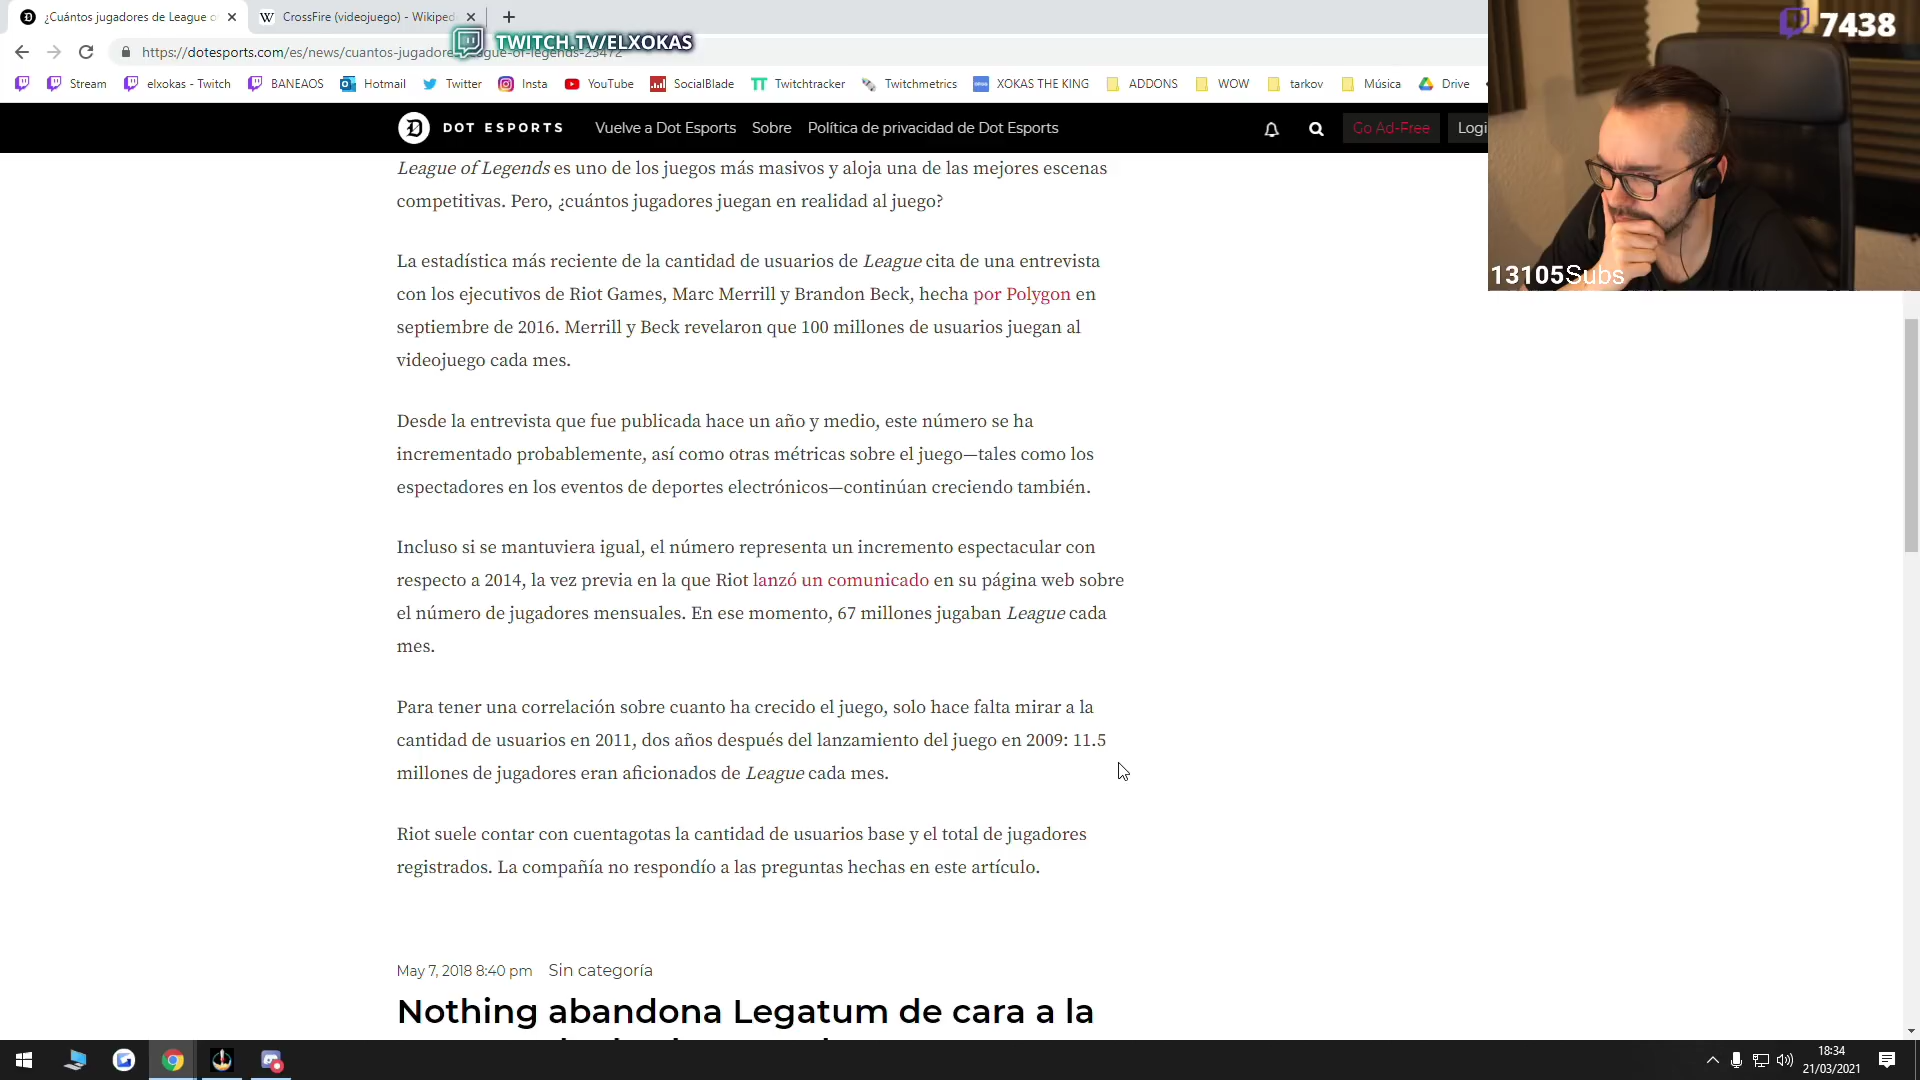 ¿Cuántos jugadores de League o
CrossFire (videojuego) - Wikiped
TWITCH.TV/ELXOKAS
https://dotesports.com/es/news/cuantos-jugadore
-of-legends-25472
Stream
elxokas - Twitch
BANEAOS
Hotmail
Twitter
Insta
YouTube
SocialBlade
Twitchtracker
Twitchmetrics
XOKAS THE KING
ADDONS
WOW
tarkov
Música
Drive
7438
DOT ESPORTS
Vuelve a Dot Esports
Sobre
Política de privacidad de Dot Esports
Go Ad-Free
Logi
13105Subs
League of Legends es uno de los juegos más masivos y aloja una de las mejores escenas
competitivas. Pero, ¿cuántos jugadores juegan en realidad al juego?
La estadística más reciente de la cantidad de usuarios de League cita de una entrevista
con los ejecutivos de Riot Games, Marc Merrill y Brandon Beck, hecha por Polygon en
septiembre de 2016. Merrill y Beck revelaron que 100 millones de usuarios juegan al
videojuego cada mes.
Desde la entrevista que fue publicada hace un año y medio, este número se ha
incrementado probablemente, así como otras métricas sobre el juego—tales como los
espectadores en los eventos de deportes electrónicos—continúan creciendo también.
Incluso si se mantuviera igual, el número representa un incremento espectacular con
respecto a 2014, la vez previa en la que Riot lanzó un comunicado en su página web sobre
el número de jugadores mensuales. En ese momento, 67 millones jugaban League cada
mes.
Para tener una correlación sobre cuanto ha crecido el juego, solo hace falta mirar a la
cantidad de usuarios en 2011, dos años después del lanzamiento del juego en 2009: 11.5
millones de jugadores eran aficionados de League cada mes.
Riot suele contar con cuentagotas la cantidad de usuarios base y el total de jugadores
registrados. La compañía no respondío a las preguntas hechas en este artículo.
May 7, 2018 8:40 pm
Sin categoría
Nothing abandona Legatum de cara a la
18:34
21/03/2021